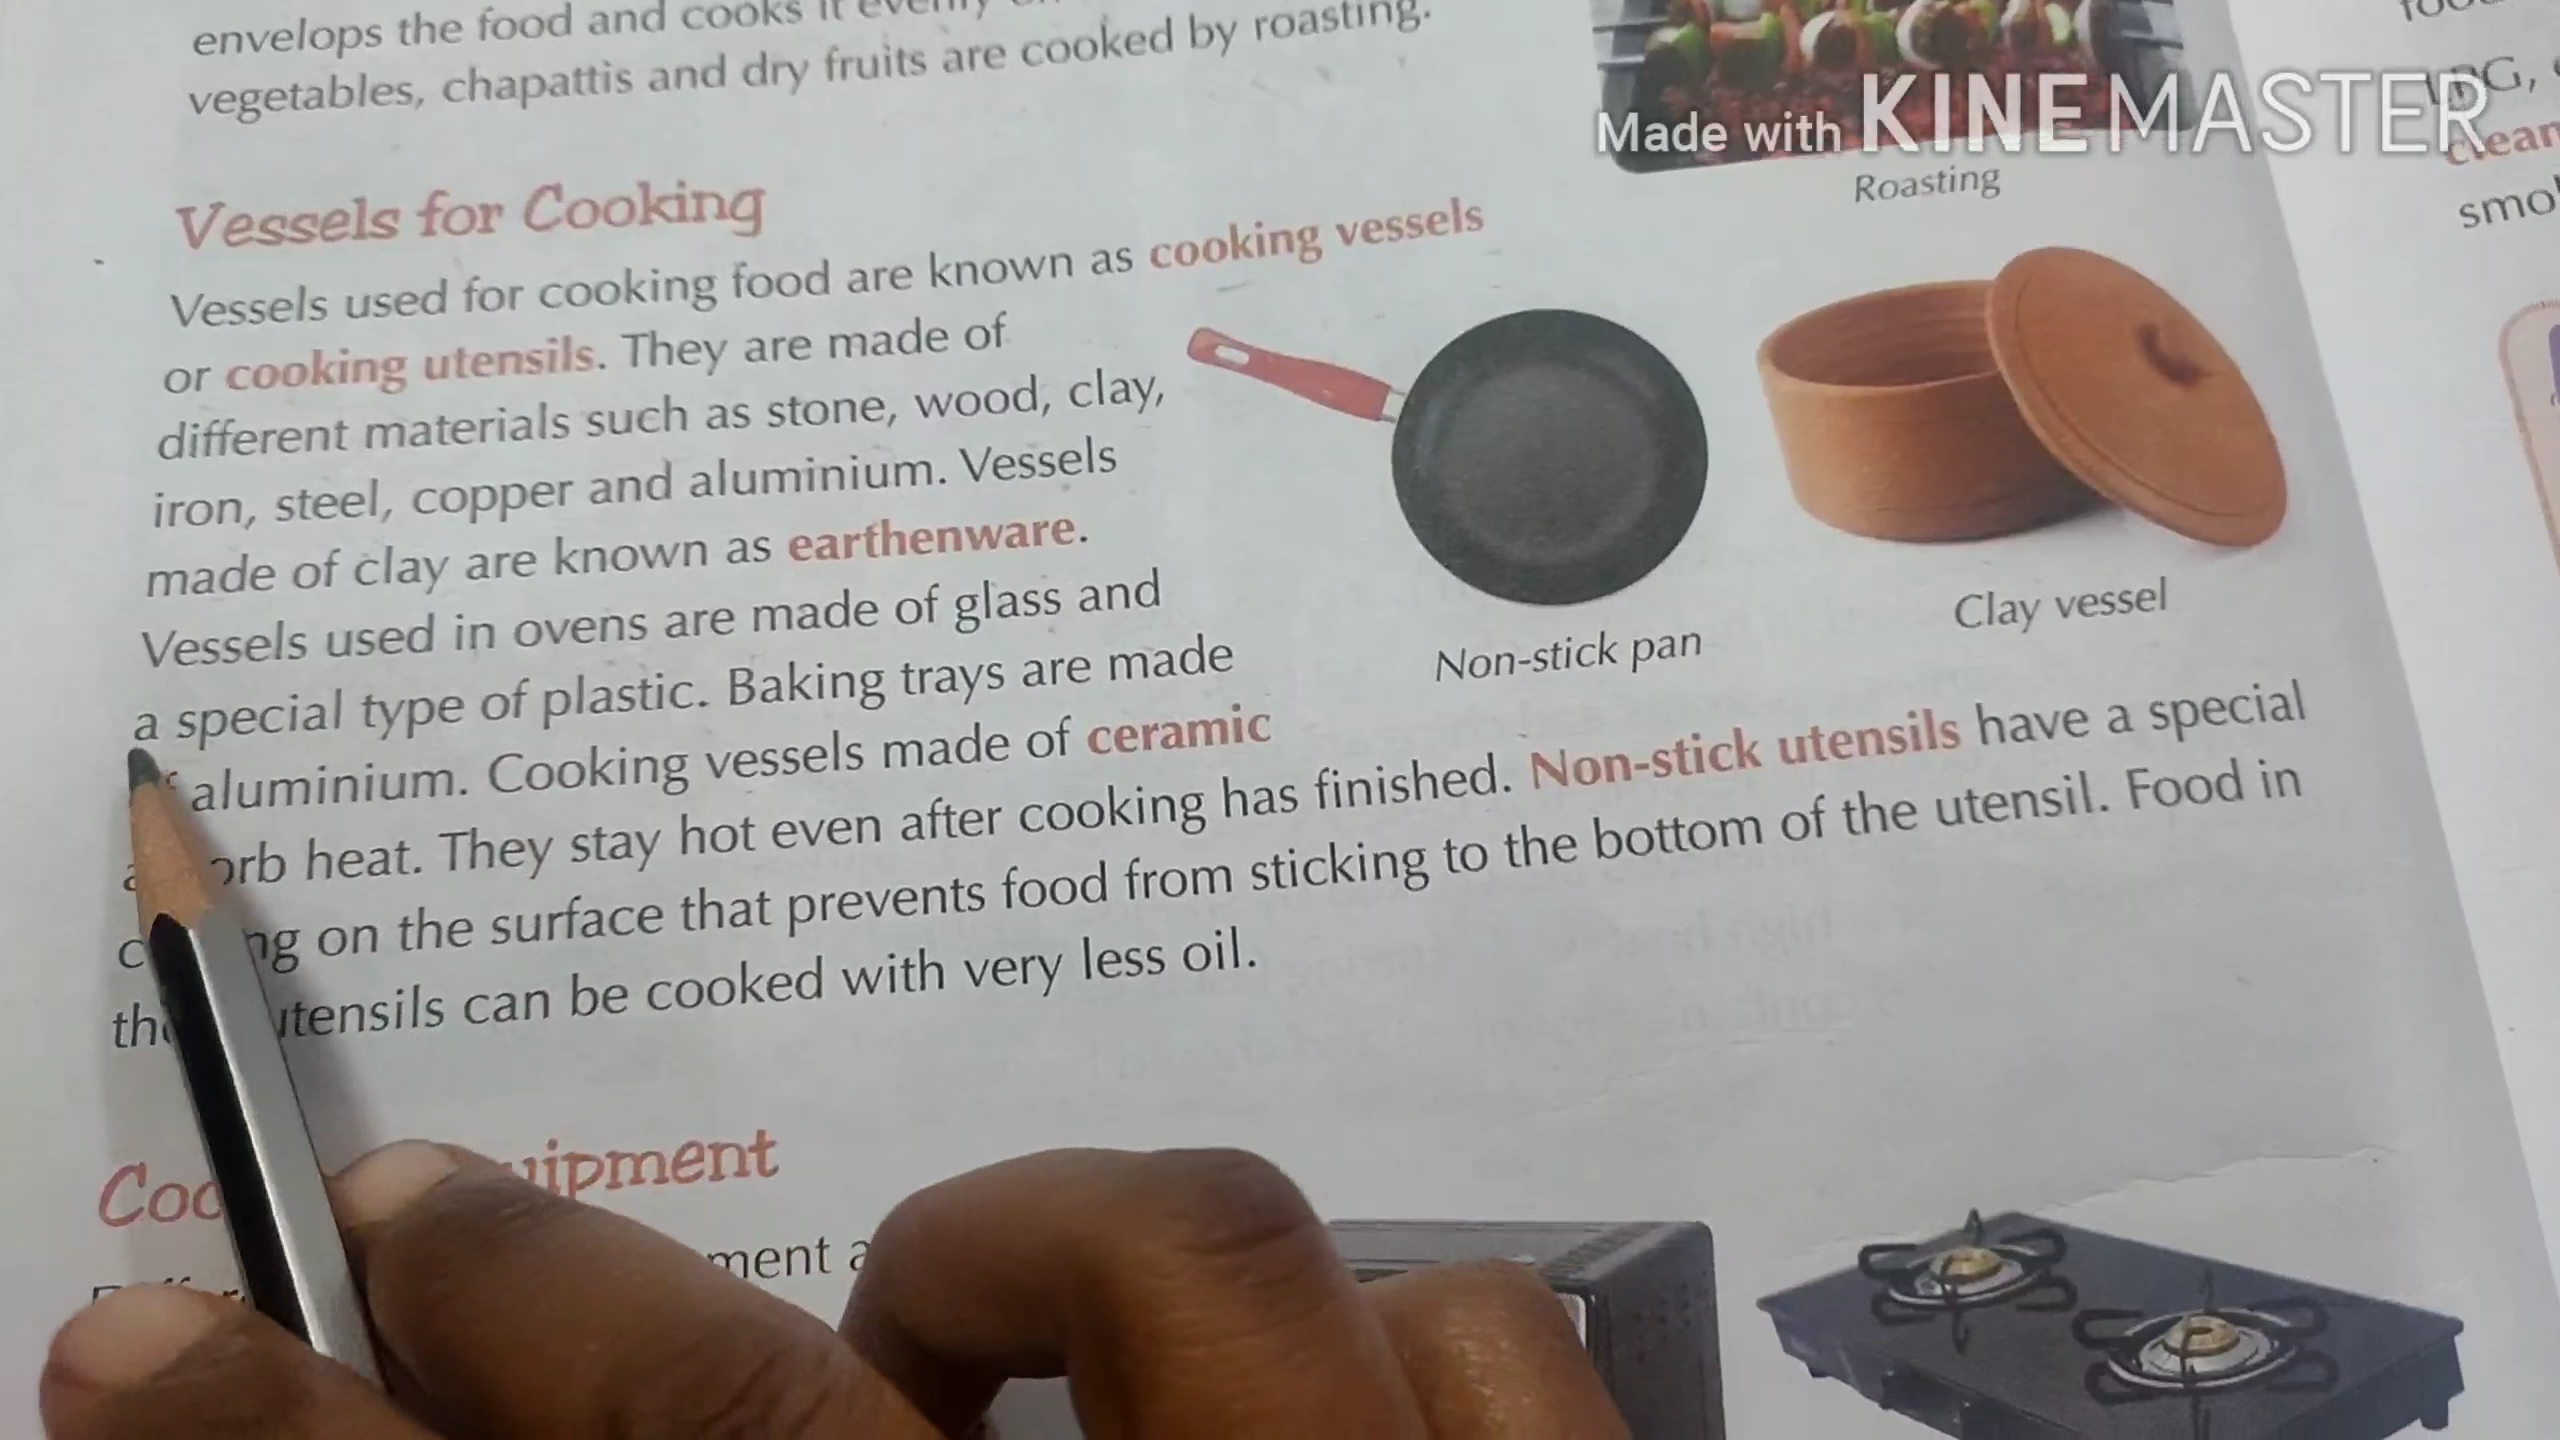 envelops the food and cooks it evenly
vegetables, chapattis and dry fruits are cooked by roasting.
Made with KINEMASTER
Roasting
LPG,
clean
Vessels for Cooking
Vessels used for cooking food are known as cooking vessels
or cooking utensils. They are made of
different materials such as stone, wood, clay,
iron, steel, copper and aluminium. Vessels
made of clay are known as earthenware.
Vessels used in ovens are made of glass and
a special type of plastic. Baking trays are made
aluminium. Cooking vessels made of ceramic
heat. They stay hot even after cooking has finished. Non-stick utensils have a special
on the surface that prevents food from sticking to the bottom of the utensil. Food in
utensils can be cooked with very less oil.
Non-stick pan
Clay vessel